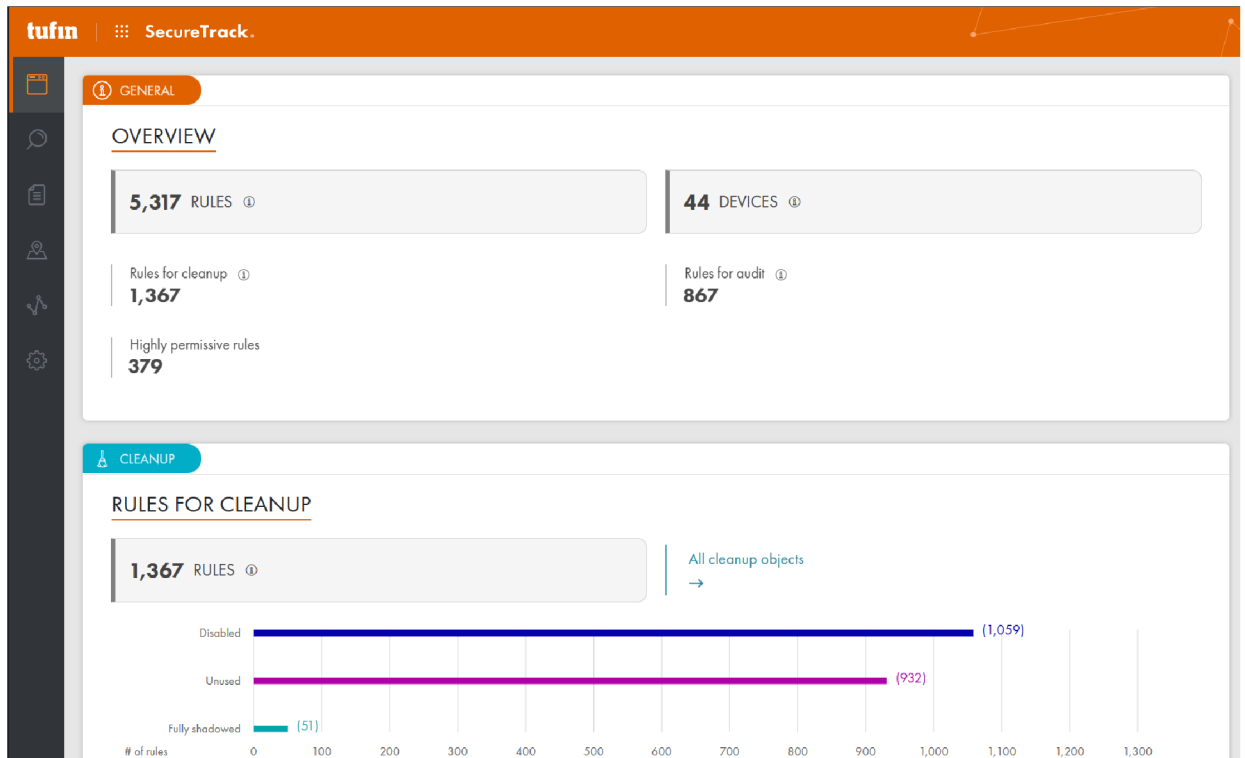 tufin SecureTrack.
GENERAL
OVERVIEW
5,317 RULES
44 DEVICES
Rules for cleanup
1,367
Rules for audit
867
Highly permissive rules
379
CLEANUP
RULES FOR CLEANUP
1,367 RULES
All cleanup objects
→
Disabled (1,059)
Unused (932)
Fully shadowed (51)
# of rules 0 100 200 300 400 500 600 700 800 900 1,000 1,100 1,200 1,300